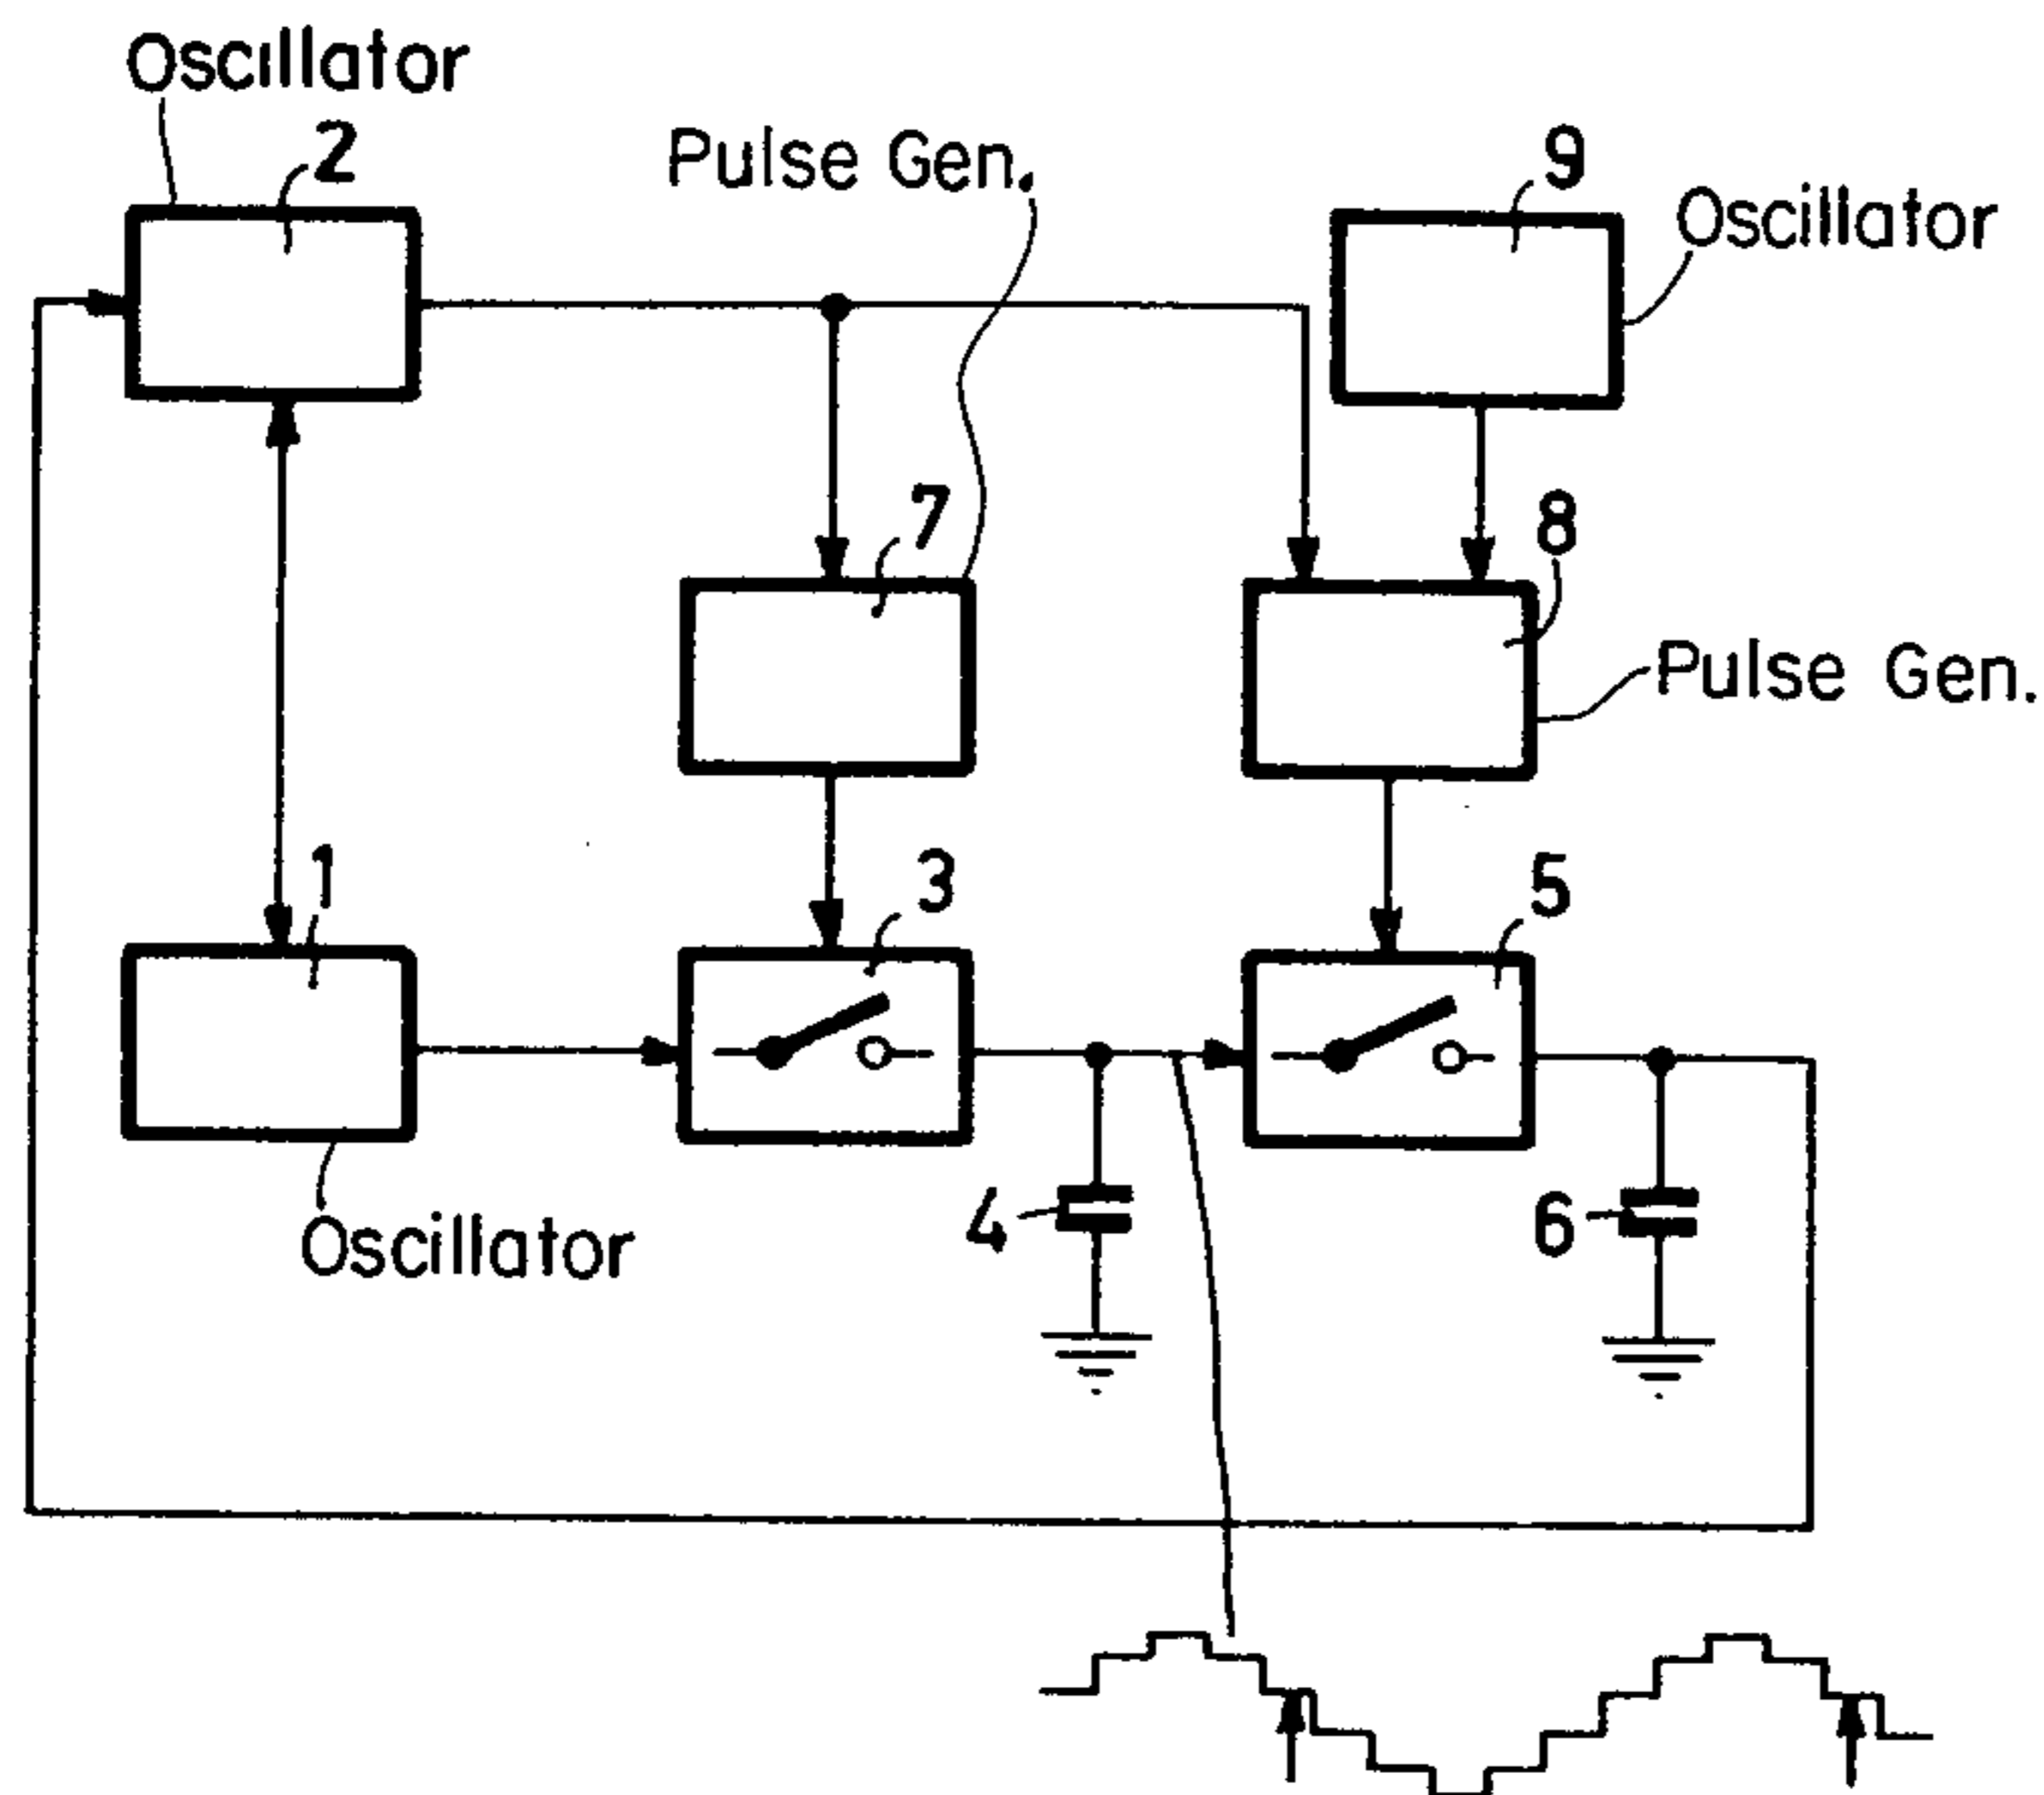 Oscillator
2
Pulse Gen.
9
Oscillator
7
8
Pulse Gen.
1
3
5
4
6
Oscillator